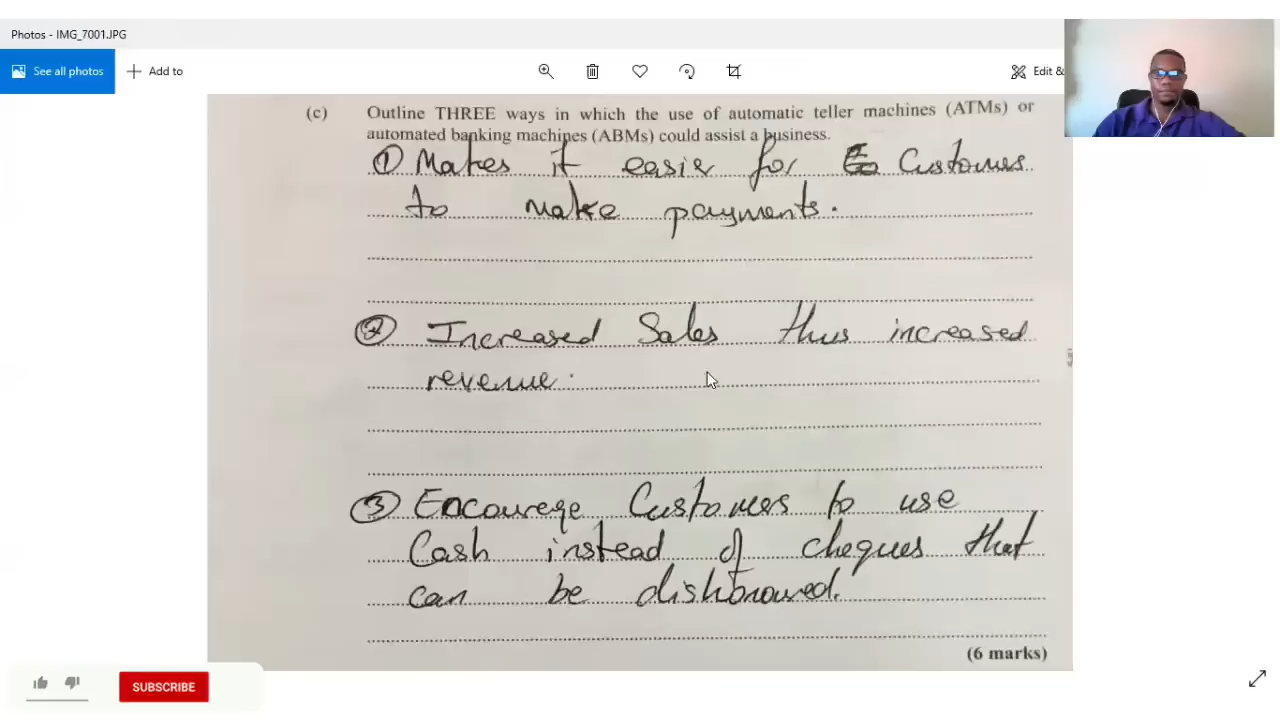 Photos - IMG_7001.JPG
See all photos
Add to
Edit &
(c) Outline THREE ways in which the use of automatic teller machines (ATMs) or
automated banking machines (ABMs) could assist a business.
① Makes it easier for Customers
to make payments.
② Increased Sales thus increased
revenue.
③ Encourage Customers to use
Cash instead of cheques that
can be dishonoured.
(6 marks)
SUBSCRIBE